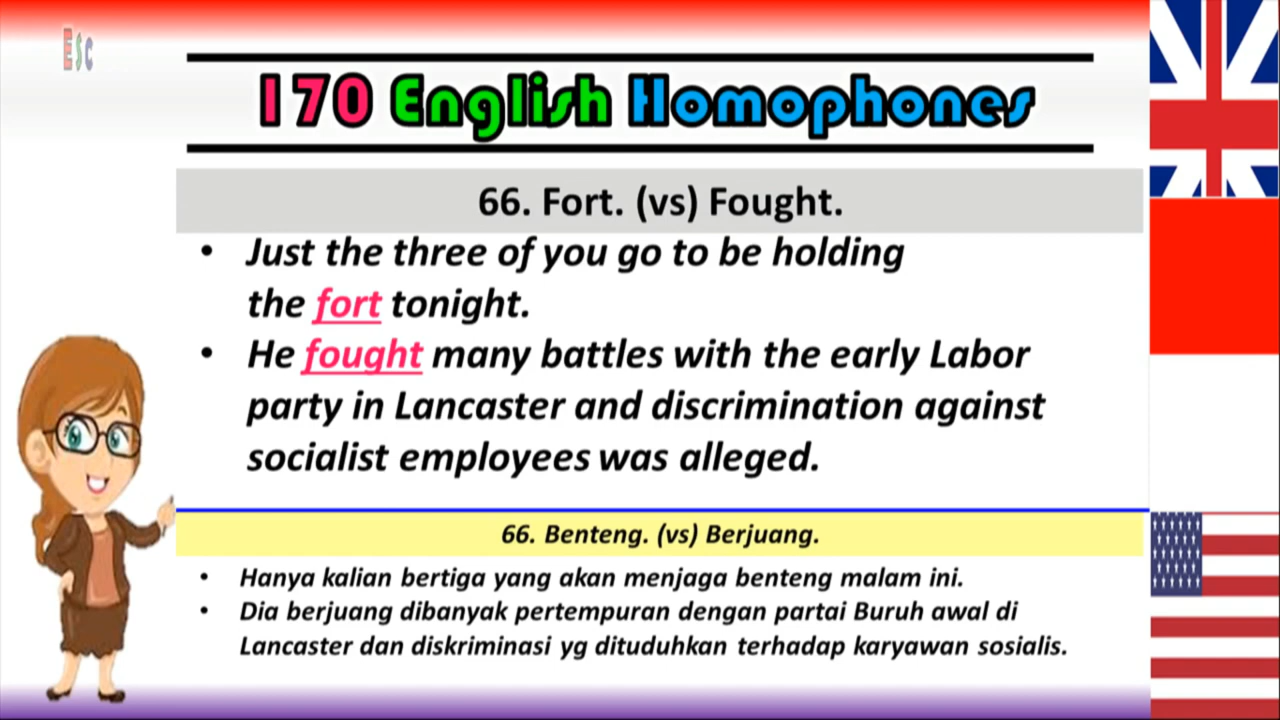 ESC
170 English Homophones
66. Fort. (vs) Fought.
• Just the three of you go to be holding
the fort tonight.
• He fought many battles with the early Labor
party in Lancaster and discrimination against
socialist employees was alleged.
66. Benteng. (vs) Berjuang.
• Hanya kalian bertiga yang akan menjaga benteng malam ini.
• Dia berjuang dibanyak pertempuran dengan partai Buruh awal di
Lancaster dan diskriminasi yg dituduhkan terhadap karyawan sosialis.